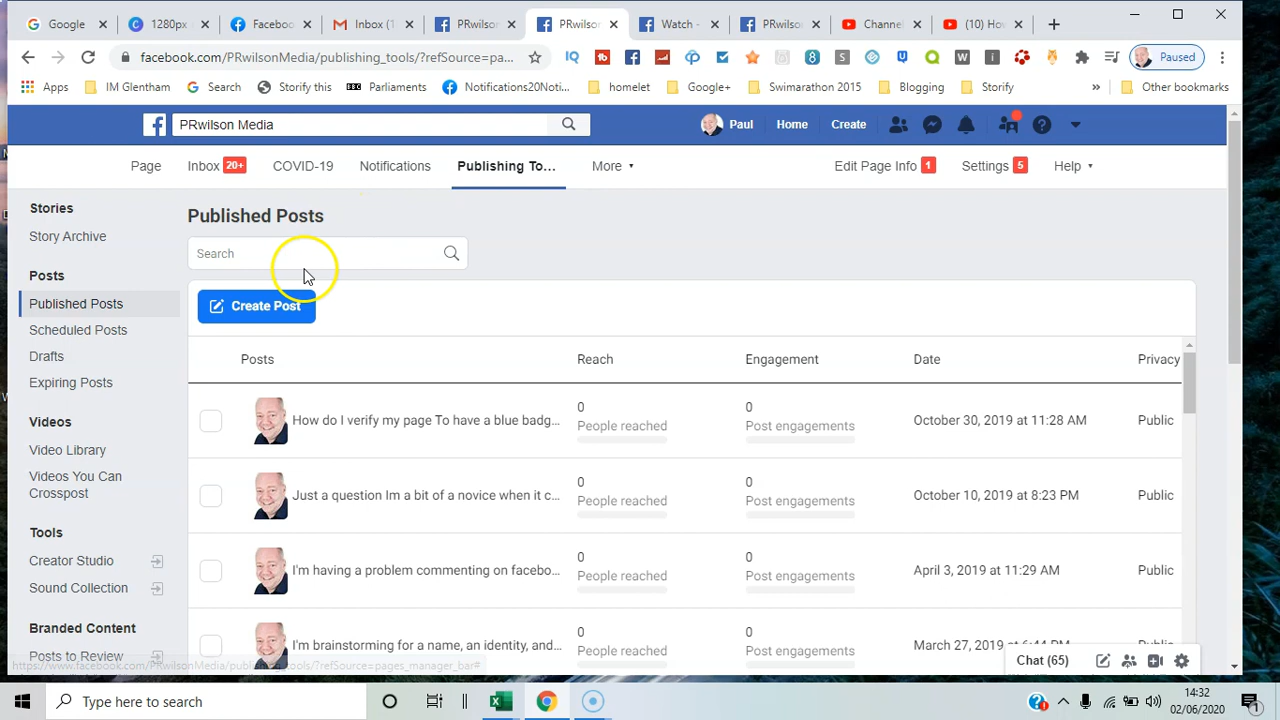 Google
1280px
Facebo
Inbox (1
PRwilso
PRwilso
Watch -
PRwilso
Channel
(10) Ho
facebook.com/PRwilsonMedia/publishing_tools/?refSource=pa...
Paused
Apps
IM Glentham
Search
Storify this
Parliament
Notifications20Noti...
homelet
Google+
Swimarathon 2015
Blogging
Storify
»
Other bookmarks
PRwilson Media
Paul
Home
Create
Page
Inbox 20+
COVID-19
Notifications
Publishing To...
More
Edit Page Info 1
Settings 5
Help
Stories
Story Archive
Posts
Published Posts
Scheduled Posts
Drafts
Expiring Posts
Videos
Video Library
Videos You Can
Crosspost
Tools
Creator Studio
Sound Collection
Branded Content
Posts to Review
Published Posts
Search
Create Post
Posts
Reach
Engagement
Date
Privacy
How do I verify my page To have a blue badg...
0
People reached
0
Post engagements
October 30, 2019 at 11:28 AM
Public
Just a question Im a bit of a novice when it c...
0
People reached
0
Post engagements
October 10, 2019 at 8:23 PM
Public
I'm having a problem commenting on facebo...
0
People reached
0
Post engagements
April 3, 2019 at 11:29 AM
Public
I'm brainstorming for a name, an identity, and...
0
People reached
0
Post engagements
March 27, 2019 at 6:44 PM
Public
https://www.facebook.com/PRwilsonMedia/publishing_tools/?refSource=pages_manager_bar#
Chat (65)
Type here to search
14:32
02/06/2020